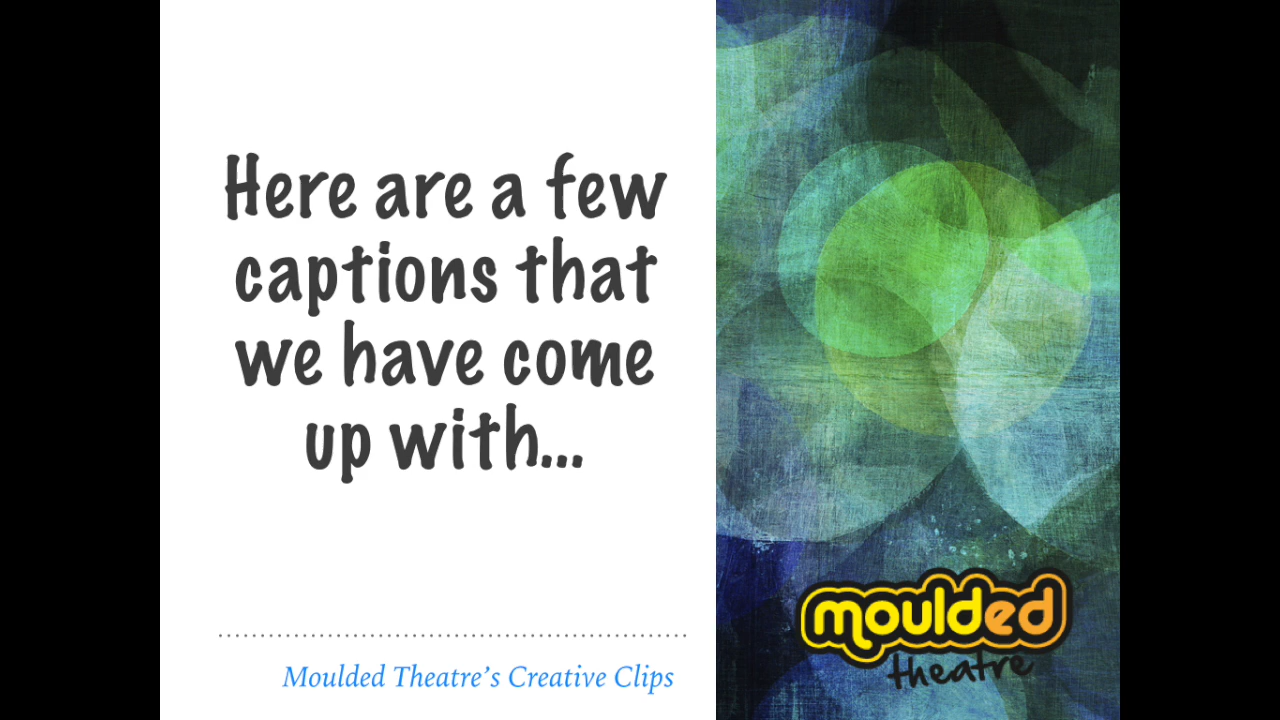 Here are a few
captions that
we have come
up with...
Moulded Theatre’s Creative Clips
moulded
theatre